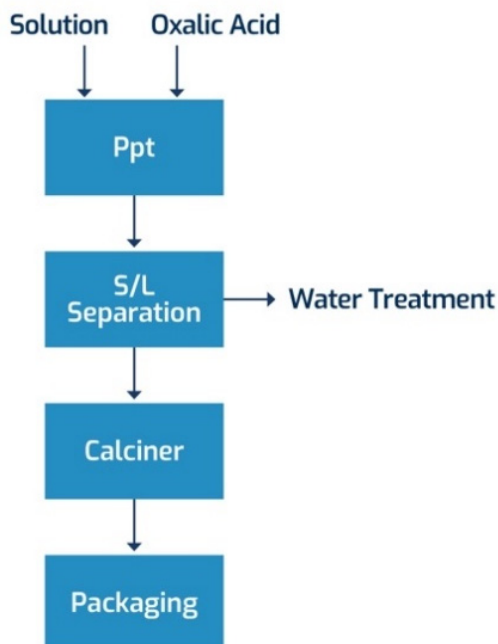 Solution Oxalic Acid
Ppt
S/L
Separation
Water Treatment
Calciner
Packaging